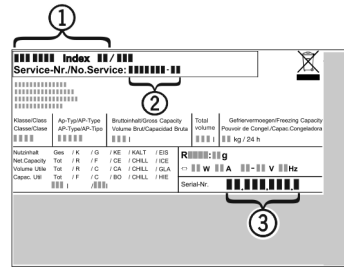 1
Index /
Service-Nr./No.Service: -
2
Klasse/Class Ap-Typ/AP-Type Bruttoinhalt/Gross Capacity Total Gefriervermoegen/Freezing Capacity
Classe/Clase AP-Type/AP-Tipo Volume Brut/Capacidad Bruta volume Pouvoir de Congel./Capac.Congeladora
l l kg / 24 h
Nutzinhalt Ges / K / G / KE / KALT / EIS R : g
Net.Capacity Tot / R / F / CE / CHILL / ICE
Volume Utile Tot / R / C / CA / CHILL / GLA W A - V Hz
Capac. Util Tot / F / C / BO / CHILL / HIE
l / l
Serial-Nr. . . .
3